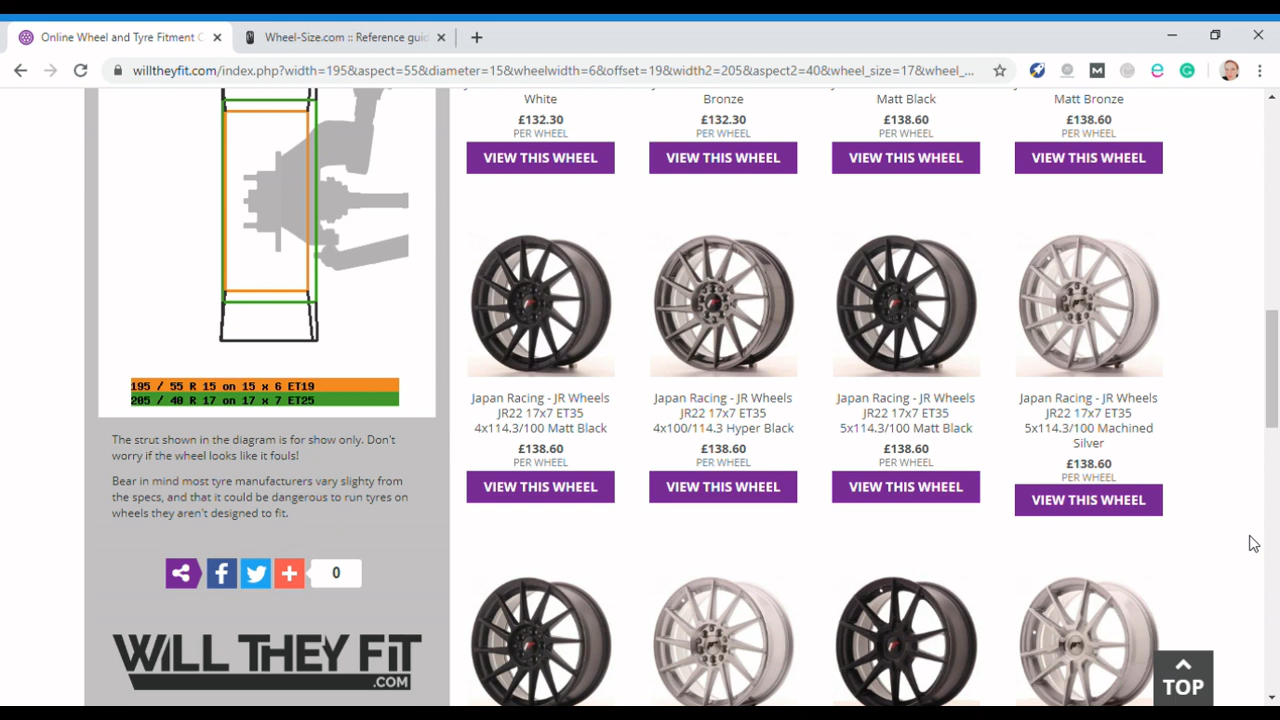 Online Wheel and Tyre Fitment C
Wheel-Size.com :: Reference guid
willtheyfit.com/index.php?width=195&aspect=55&diameter=15&wheelwidth=6&offset=19&width2=205&aspect2=40&wheel_size=17&wheel_...
White
£132.30
PER WHEEL
VIEW THIS WHEEL
Bronze
£132.30
PER WHEEL
VIEW THIS WHEEL
Matt Black
£138.60
PER WHEEL
VIEW THIS WHEEL
Matt Bronze
£138.60
PER WHEEL
VIEW THIS WHEEL
195 / 55 R 15 on 15 x 6 ET19
205 / 40 R 17 on 17 x 7 ET25
The strut shown in the diagram is for show only. Don't
worry if the wheel looks like it fouls!
Bear in mind most tyre manufacturers vary slighty from
the specs, and that it could be dangerous to run tyres on
wheels they aren't designed to fit.
0
WILL THEY FIT
.COM
Japan Racing - JR Wheels
JR22 17x7 ET35
4x114.3/100 Matt Black
£138.60
PER WHEEL
VIEW THIS WHEEL
Japan Racing - JR Wheels
JR22 17x7 ET35
4x100/114.3 Hyper Black
£138.60
PER WHEEL
VIEW THIS WHEEL
Japan Racing - JR Wheels
JR22 17x7 ET35
5x114.3/100 Matt Black
£138.60
PER WHEEL
VIEW THIS WHEEL
Japan Racing - JR Wheels
JR22 17x7 ET35
5x114.3/100 Machined
Silver
£138.60
PER WHEEL
VIEW THIS WHEEL
TOP